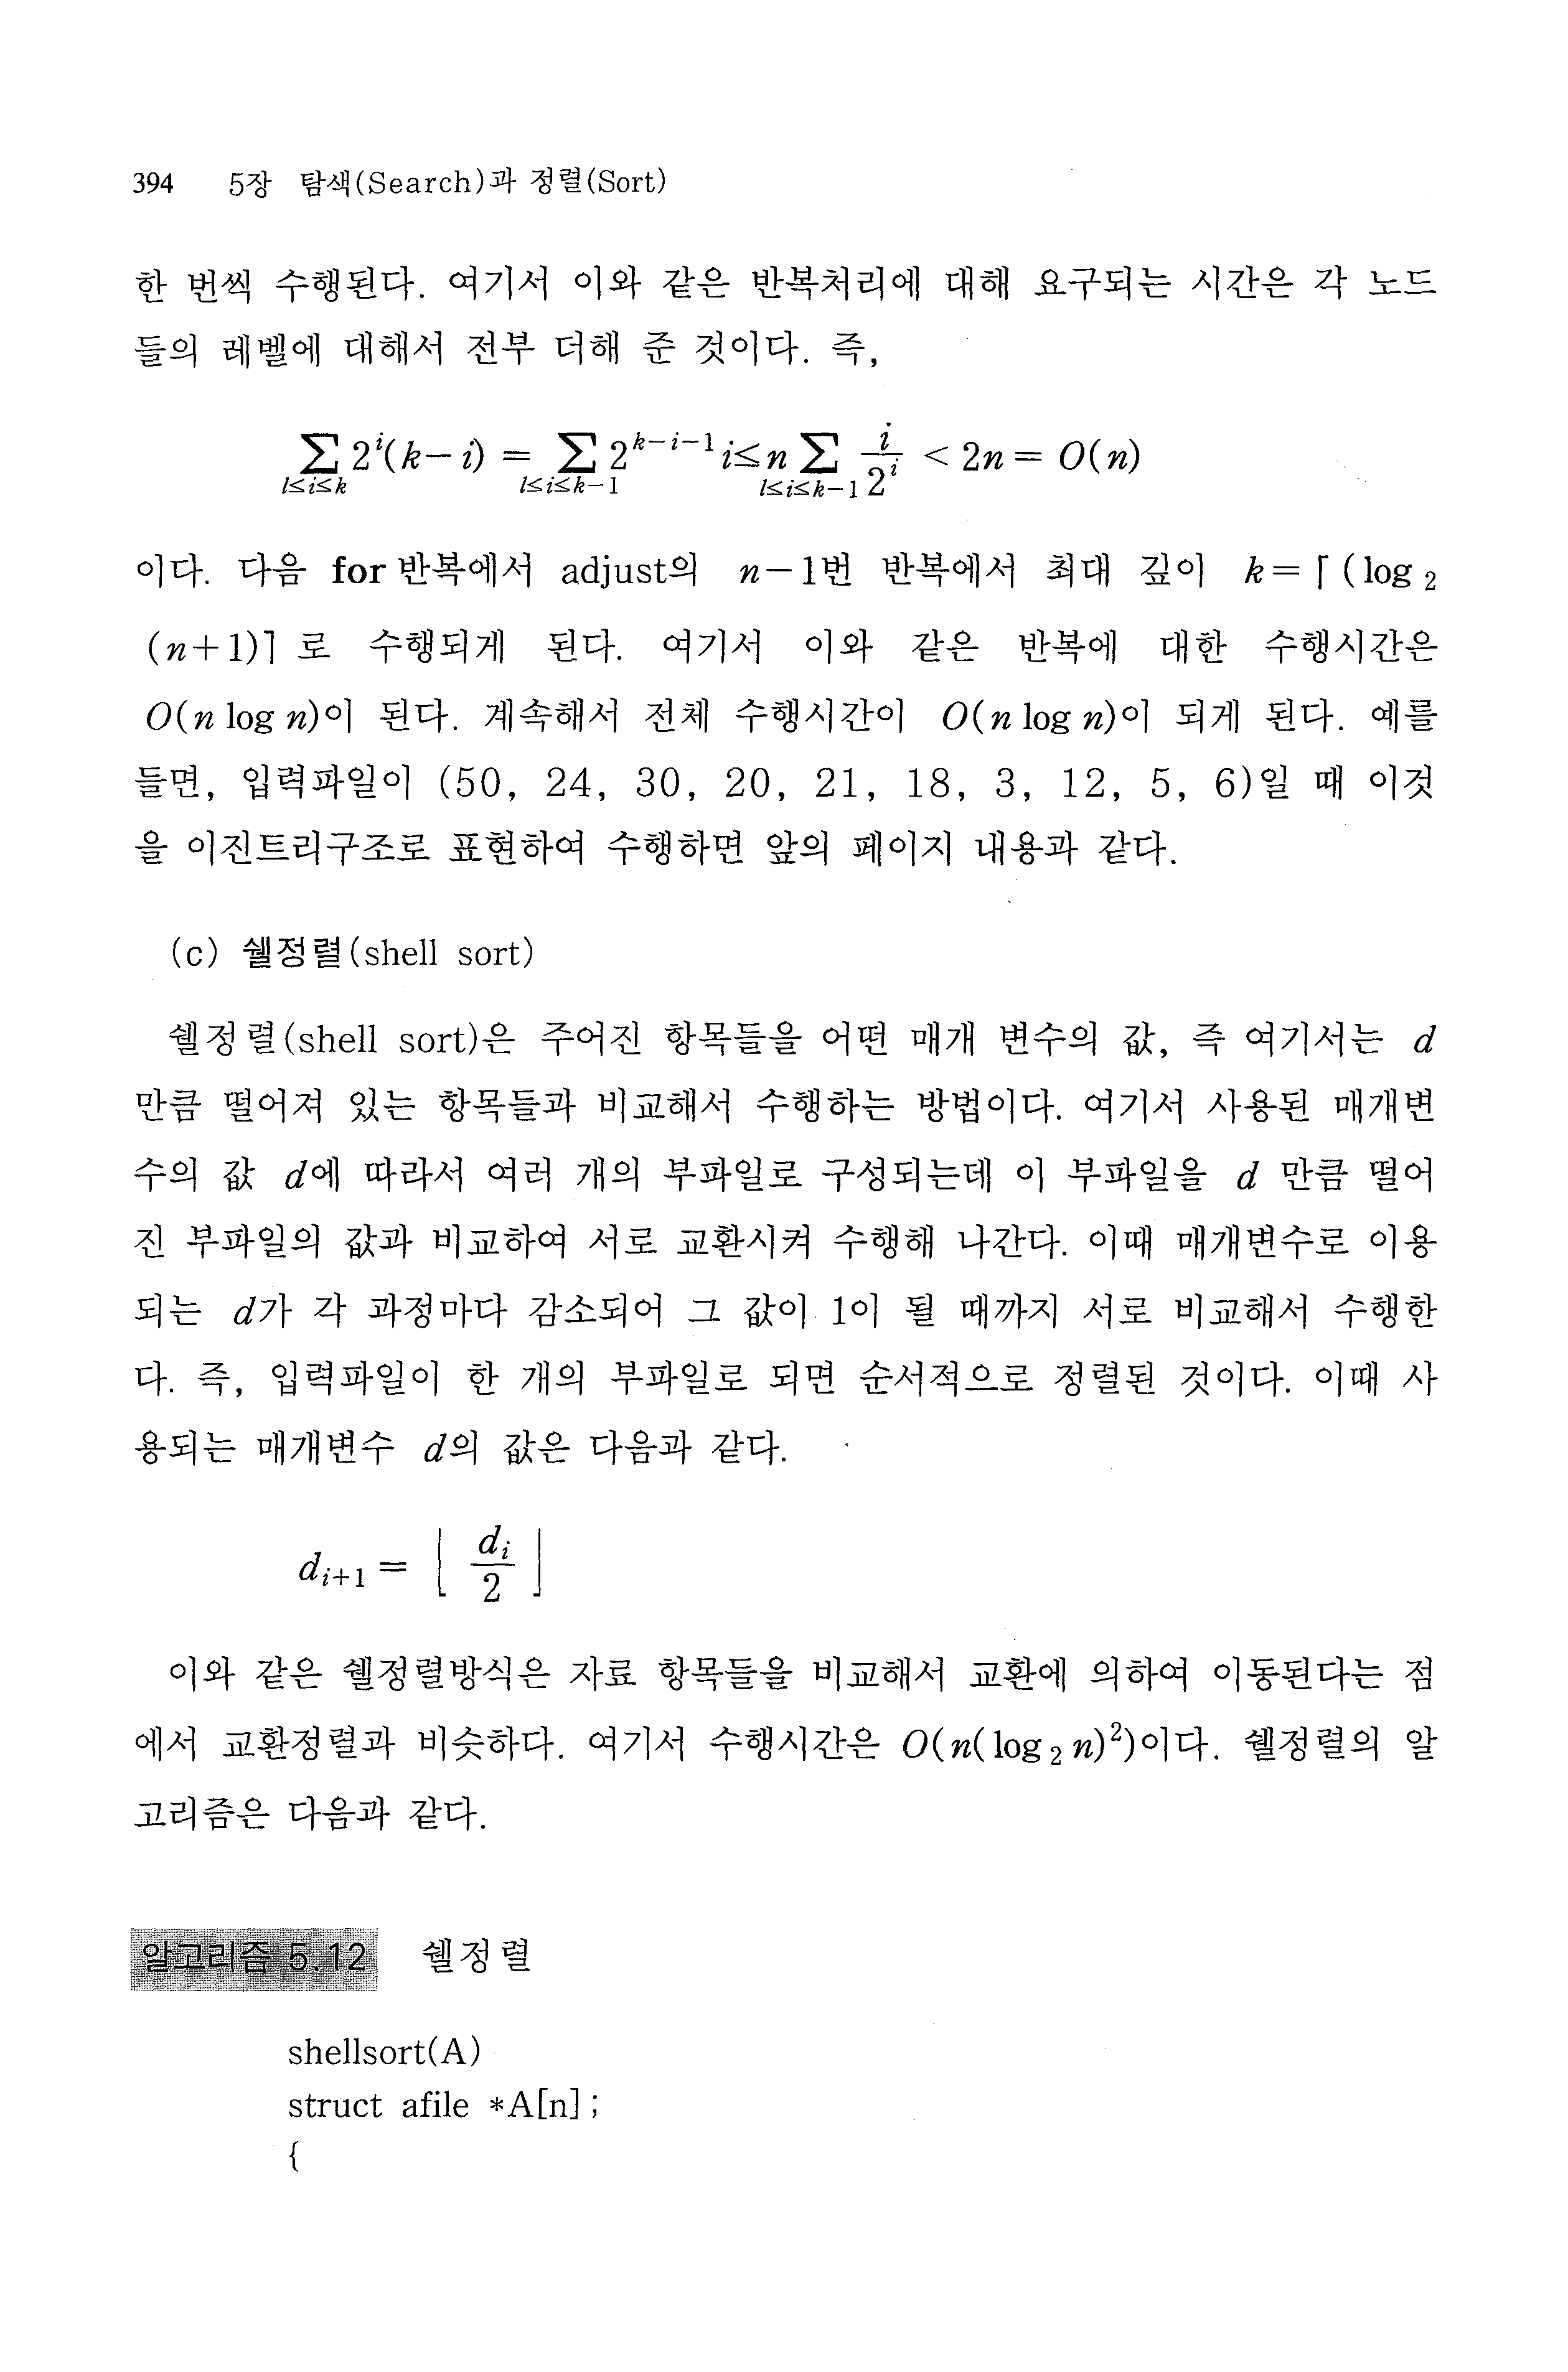 394 5장 탐색(Search)과 정렬(Sort)
한 번씩 수행된다. 여기서 이와 같은 반복처리에 대해 요구되는 시간은 각 노드
들의 레벨에 대해서 전부 더해 준 것이다. 즉,
∑_{l≤i≤k} 2^i(k−i) = ∑_{l≤i≤k−1} 2^{k−i−1} i ≤ n ∑_{l≤i≤k−1} i/2^i < 2n = O(n)
이다. 다음 for 반복에서 adjust의 n−1번 반복에서 최대 깊이 k=⌈(log₂
(n+1)⌉ 로 수행되게 된다. 여기서 이와 같은 반복에 대한 수행시간은
O(n log n)이 된다. 계속해서 전체 수행시간이 O(n log n)이 되게 된다. 예를
들면, 입력파일이 (50, 24, 30, 20, 21, 18, 3, 12, 5, 6)일 때 이것
을 이진트리구조로 표현하여 수행하면 앞의 페이지 내용과 같다.
(c) 쉘정렬(shell sort)
쉘정렬(shell sort)은 주어진 항목들을 어떤 매개 변수의 값, 즉 여기서는 d
만큼 떨어져 있는 항목들과 비교해서 수행하는 방법이다. 여기서 사용된 매개변
수의 값 d에 따라서 여러 개의 부파일로 구성되는데 이 부파일을 d 만큼 떨어
진 부파일의 값과 비교하여 서로 교환시켜 수행해 나간다. 이때 매개변수로 이용
되는 d가 각 과정마다 감소되어 그 값이 1이 될 때까지 서로 비교해서 수행한
다. 즉, 입력파일이 한 개의 부파일로 되면 순서적으로 정렬된 것이다. 이때 사
용되는 매개변수 d의 값은 다음과 같다.
d_{i+1} = ⌊ d_i / 2 ⌋
이와 같은 쉘정렬방식은 자료 항목들을 비교해서 교환에 의하여 이동된다는 점
에서 교환정렬과 비슷하다. 여기서 수행시간은 O(n(log₂n)²)이다. 쉘정렬의 알
고리즘은 다음과 같다.
알고리즘 5.12 쉘정렬
shellsort(A)
struct afile *A[n];
{